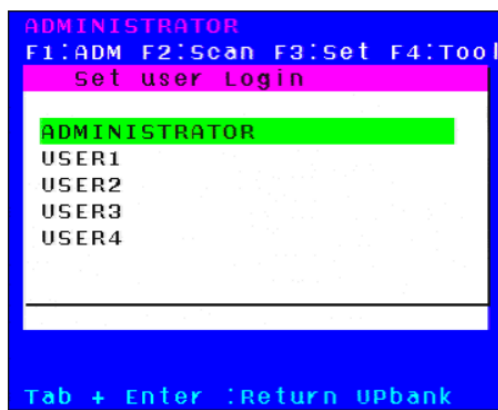 ADMINISTRATOR
F1:ADM F2:Scan F3:Set F4:Tool
Set user Login
ADMINISTRATOR
USER1
USER2
USER3
USER4
Tab + Enter :Return UPbank